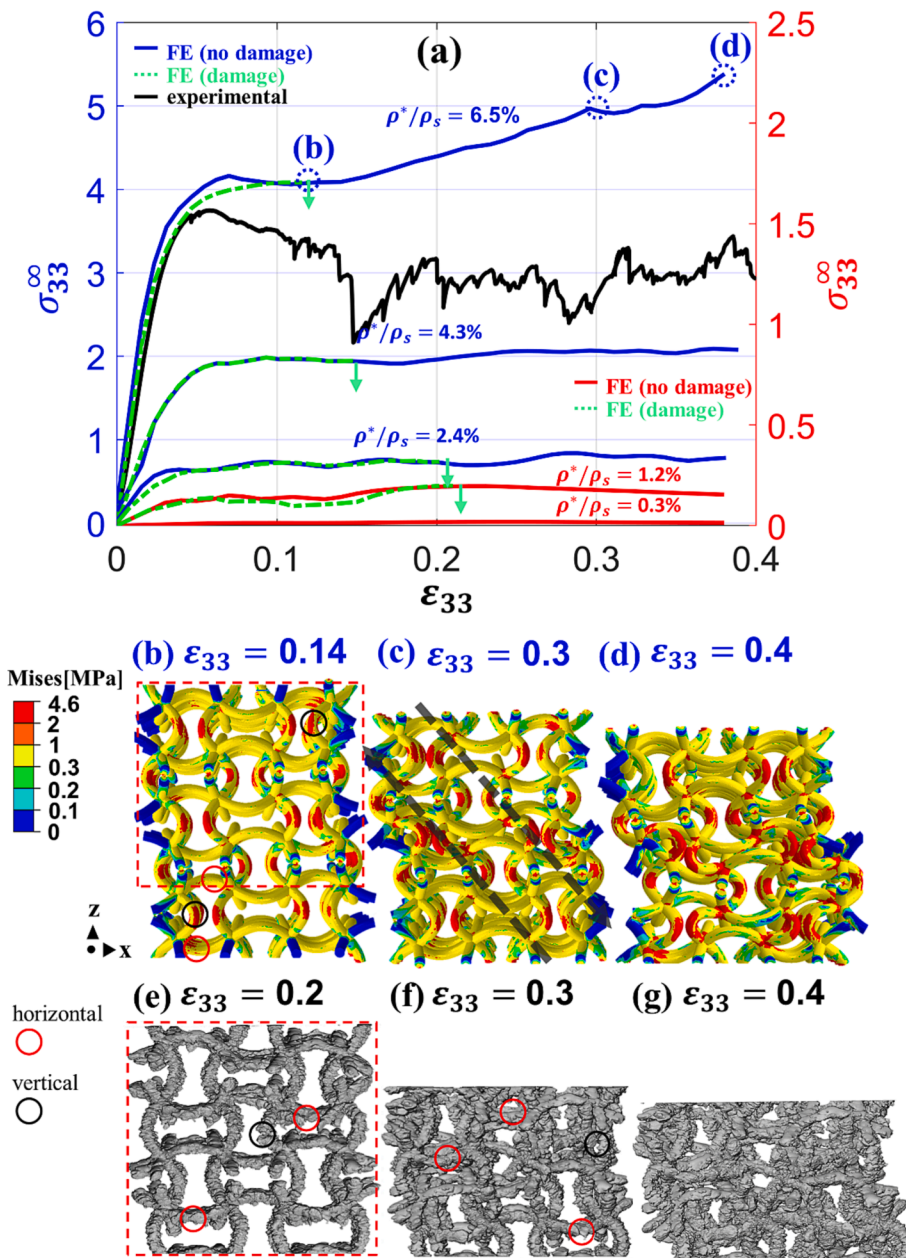 6
5
4
3
2
1
0
σ₃₃^∞
FE (no damage)
FE (damage)
experimental
(a)
(b)
(c)
(d)
ρ*/ρₛ = 6.5%
ρ*/ρₛ = 4.3%
ρ*/ρₛ = 2.4%
FE (no damage)
FE (damage)
ρ*/ρₛ = 1.2%
ρ*/ρₛ = 0.3%
2.5
2
1.5
1
0.5
0
σ₃₃^∞
0 0.1 0.2 0.3 0.4
ε₃₃
(b) ε₃₃ = 0.14 (c) ε₃₃ = 0.3 (d) ε₃₃ = 0.4
Mises[MPa]
4.6
2
1
0.3
0.2
0.1
0
z
x
(e) ε₃₃ = 0.2 (f) ε₃₃ = 0.3 (g) ε₃₃ = 0.4
horizontal
vertical